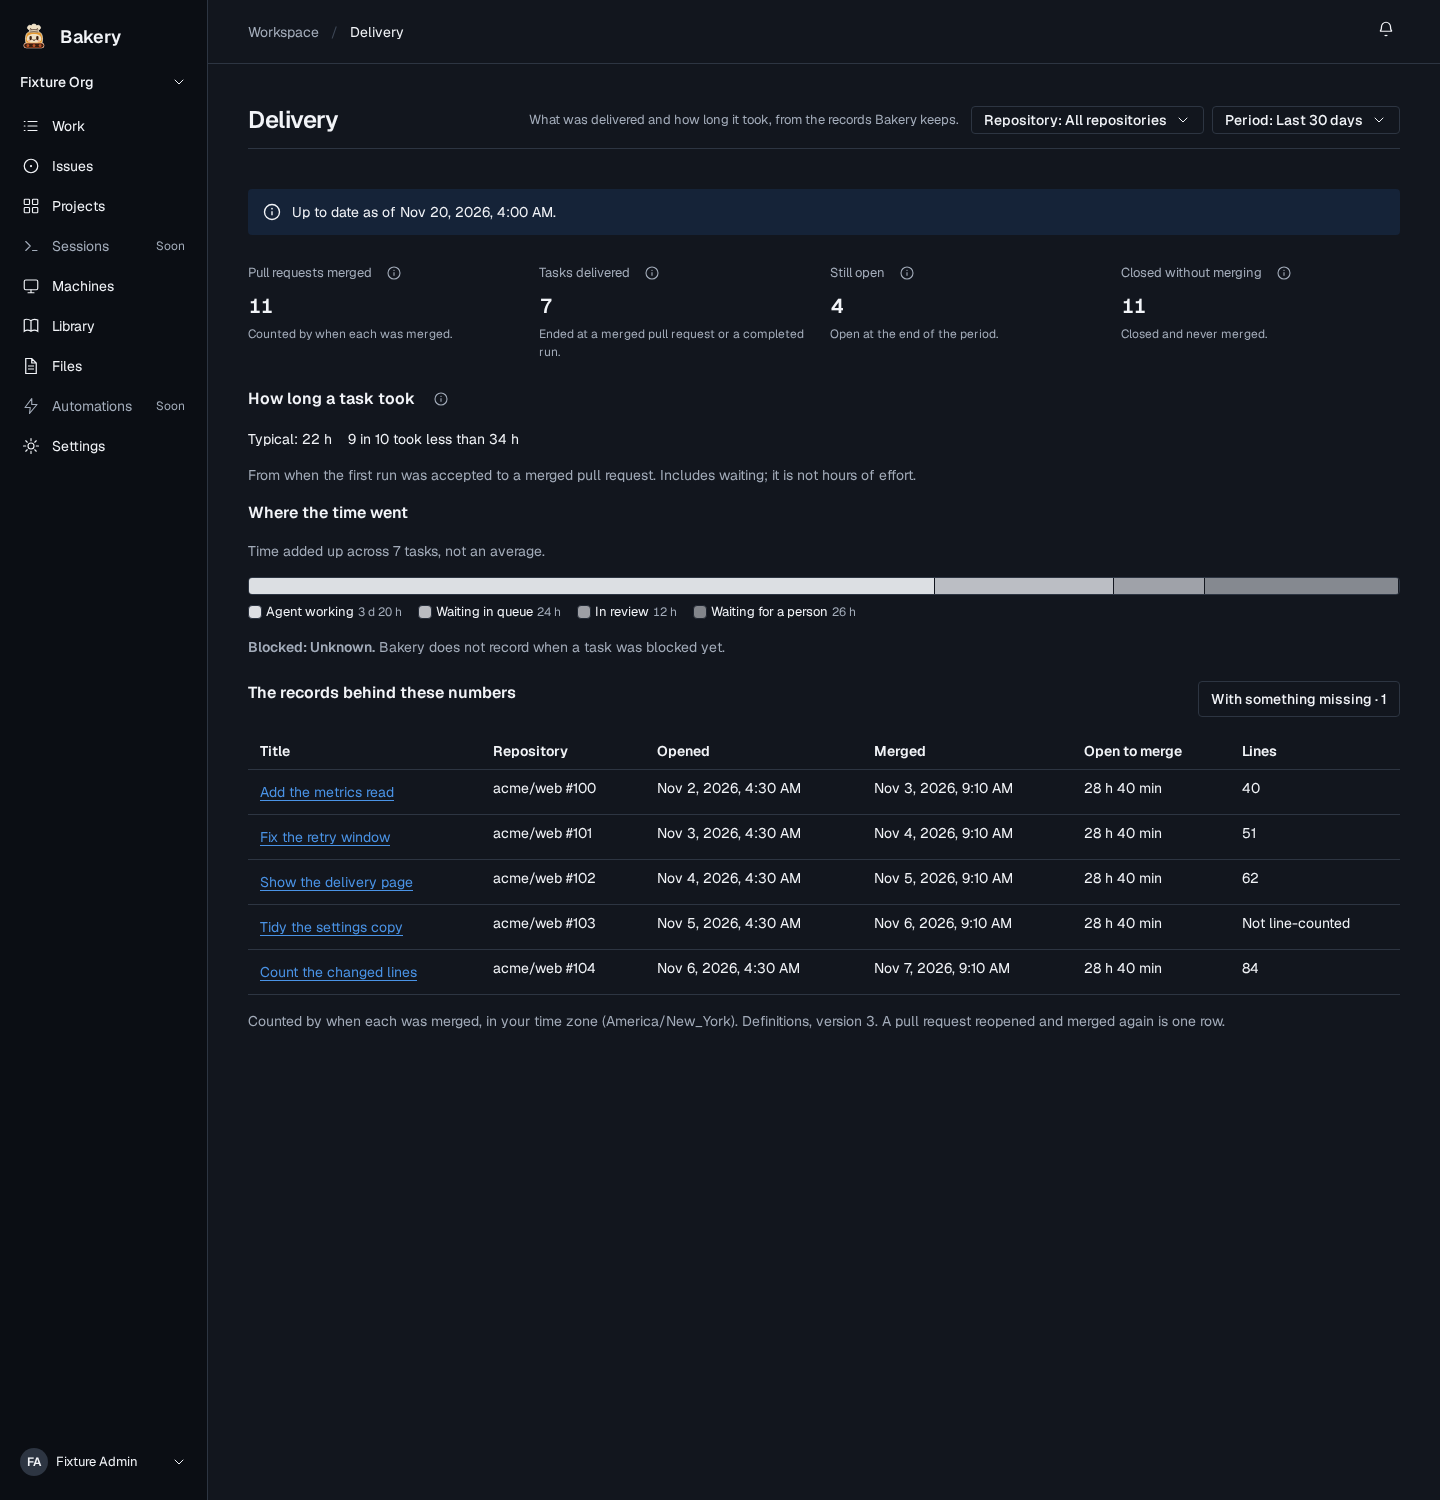 Bakery
Fixture Org
Work
Issues
Projects
Sessions Soon
Machines
Library
Files
Automations Soon
Settings
FA Fixture Admin
Workspace / Delivery
Delivery
What was delivered and how long it took, from the records Bakery keeps.
Repository: All repositories
Period: Last 30 days
Up to date as of Nov 20, 2026, 4:00 AM.
Pull requests merged
11
Counted by when each was merged.
Tasks delivered
7
Ended at a merged pull request or a completed
run.
Still open
4
Open at the end of the period.
Closed without merging
11
Closed and never merged.
How long a task took
Typical: 22 h 9 in 10 took less than 34 h
From when the first run was accepted to a merged pull request. Includes waiting; it is not hours of effort.
Where the time went
Time added up across 7 tasks, not an average.
Agent working 3 d 20 h Waiting in queue 24 h In review 12 h Waiting for a person 26 h
Blocked: Unknown. Bakery does not record when a task was blocked yet.
The records behind these numbers
With something missing · 1
Title Repository Opened Merged Open to merge Lines
Add the metrics read acme/web #100 Nov 2, 2026, 4:30 AM Nov 3, 2026, 9:10 AM 28 h 40 min 40
Fix the retry window acme/web #101 Nov 3, 2026, 4:30 AM Nov 4, 2026, 9:10 AM 28 h 40 min 51
Show the delivery page acme/web #102 Nov 4, 2026, 4:30 AM Nov 5, 2026, 9:10 AM 28 h 40 min 62
Tidy the settings copy acme/web #103 Nov 5, 2026, 4:30 AM Nov 6, 2026, 9:10 AM 28 h 40 min Not line-counted
Count the changed lines acme/web #104 Nov 6, 2026, 4:30 AM Nov 7, 2026, 9:10 AM 28 h 40 min 84
Counted by when each was merged, in your time zone (America/New_York). Definitions, version 3. A pull request reopened and merged again is one row.